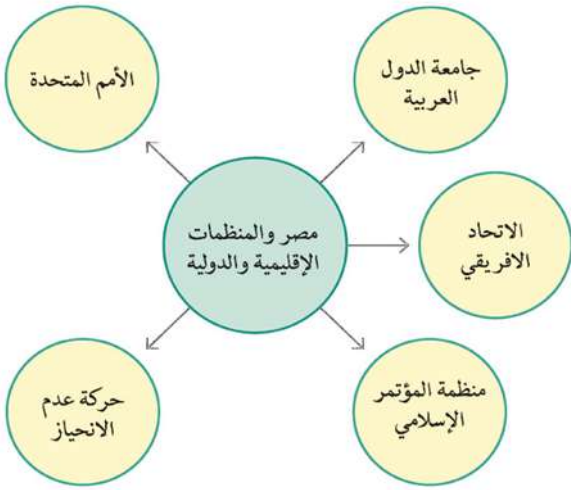 جامعة الدول
العربية
الأمم المتحدة
مصر والمنظمات
الإقليمية والدولية
الاتحاد
الافريقي
منظمة المؤتمر
الإسلامي
حركة عدم
الانحياز